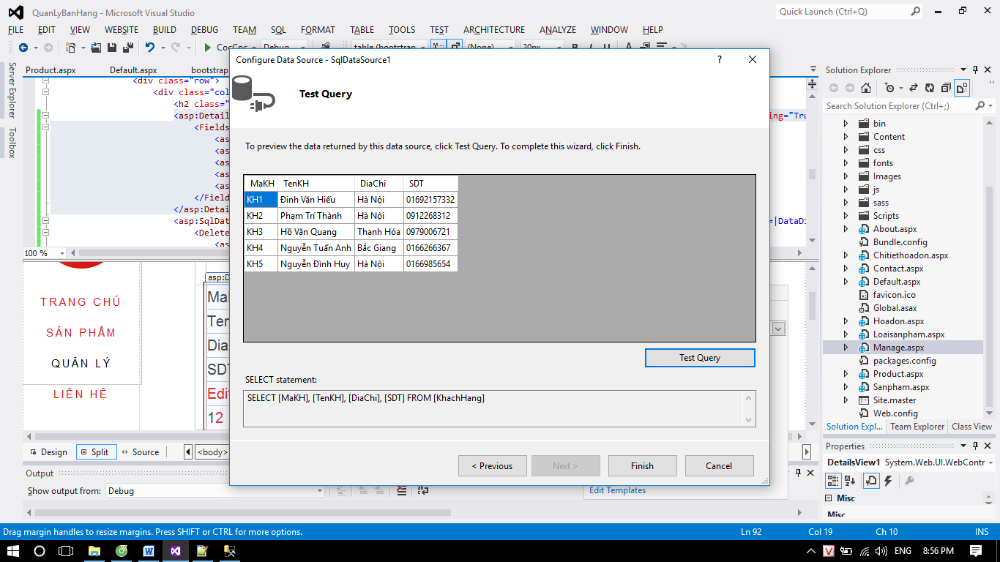 QuanLyBanHang - Microsoft Visual Studio
Quick Launch (Ctrl+Q)
FILE EDIT VIEW WEBSITE BUILD DEBUG TEAM SQL FORMAT TABLE TOOLS TEST ARCHITECTURE ANALYZE WINDOW HELP
CocCoc Debug table (bootstrap (None) 20px
Server Explorer
Toolbox
Product.aspx Default.aspx bootstrap
<div class="row">
<div class="col
<h2 class="
<asp:Detail ing="Tru
<Fields
<as
<as
<as
<as
<as
</Field
</asp:Detai
<asp:SqlDat =|DataDi
<Delete
<as
100 %
TRANG CHỦ
SẢN PHẨM
QUẢN LÝ
LIÊN HỆ
asp:D
Mak
Ten
Dia
SDT
Edit
12
Design Split Source <body>
Output
Show output from: Debug
Configure Data Source - SqlDataSource1
?
Test Query
To preview the data returned by this data source, click Test Query. To complete this wizard, click Finish.
MaKH TenKH DiaChi SDT
KH1 Đinh Văn Hiếu Hà Nội 01692157332
KH2 Phạm Trí Thành Hà Nội 0912268312
KH3 Hồ Văn Quang Thanh Hóa 0979006721
KH4 Nguyễn Tuấn Anh Bắc Giang 0166266367
KH5 Nguyễn Đình Huy Hà Nội 0166985654
Test Query
SELECT statement:
SELECT [MaKH], [TenKH], [DiaChi], [SDT] FROM [KhachHang]
< Previous Next > Finish Cancel
Edit Templates
Solution Explorer
Search Solution Explorer (Ctrl+;)
bin
Content
css
fonts
Images
js
sass
Scripts
About.aspx
Bundle.config
Chitiethoadon.aspx
Contact.aspx
Default.aspx
favicon.ico
Global.asax
Hoadon.aspx
Loaisanpham.aspx
Manage.aspx
packages.config
Product.aspx
Sanpham.aspx
Site.master
Web.config
Solution Expl... Team Explorer Class View
Properties
DetailsView1 System.Web.UI.WebContr
Misc
Misc
Drag margin handles to resize margins. Press SHIFT or CTRL for more options. Ln 92 Col 19 Ch 10 INS
ENG 8:56 PM